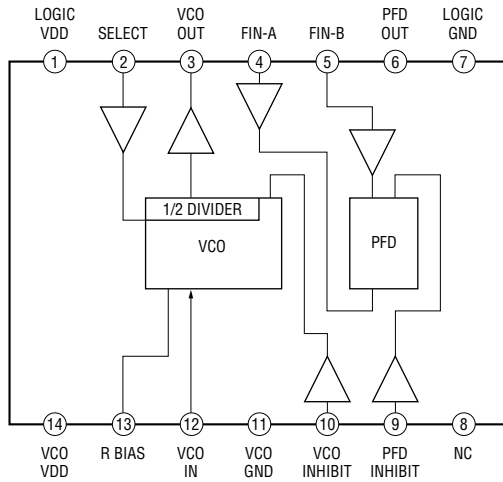 LOGIC
VDD
SELECT
VCO
OUT
FIN-A
FIN-B
PFD
OUT
LOGIC
GND
1
2
3
4
5
6
7
1/2 DIVIDER
VCO
PFD
14
13
12
11
10
9
8
VCO
VDD
R BIAS
VCO
IN
VCO
GND
VCO
INHIBIT
PFD
INHIBIT
NC